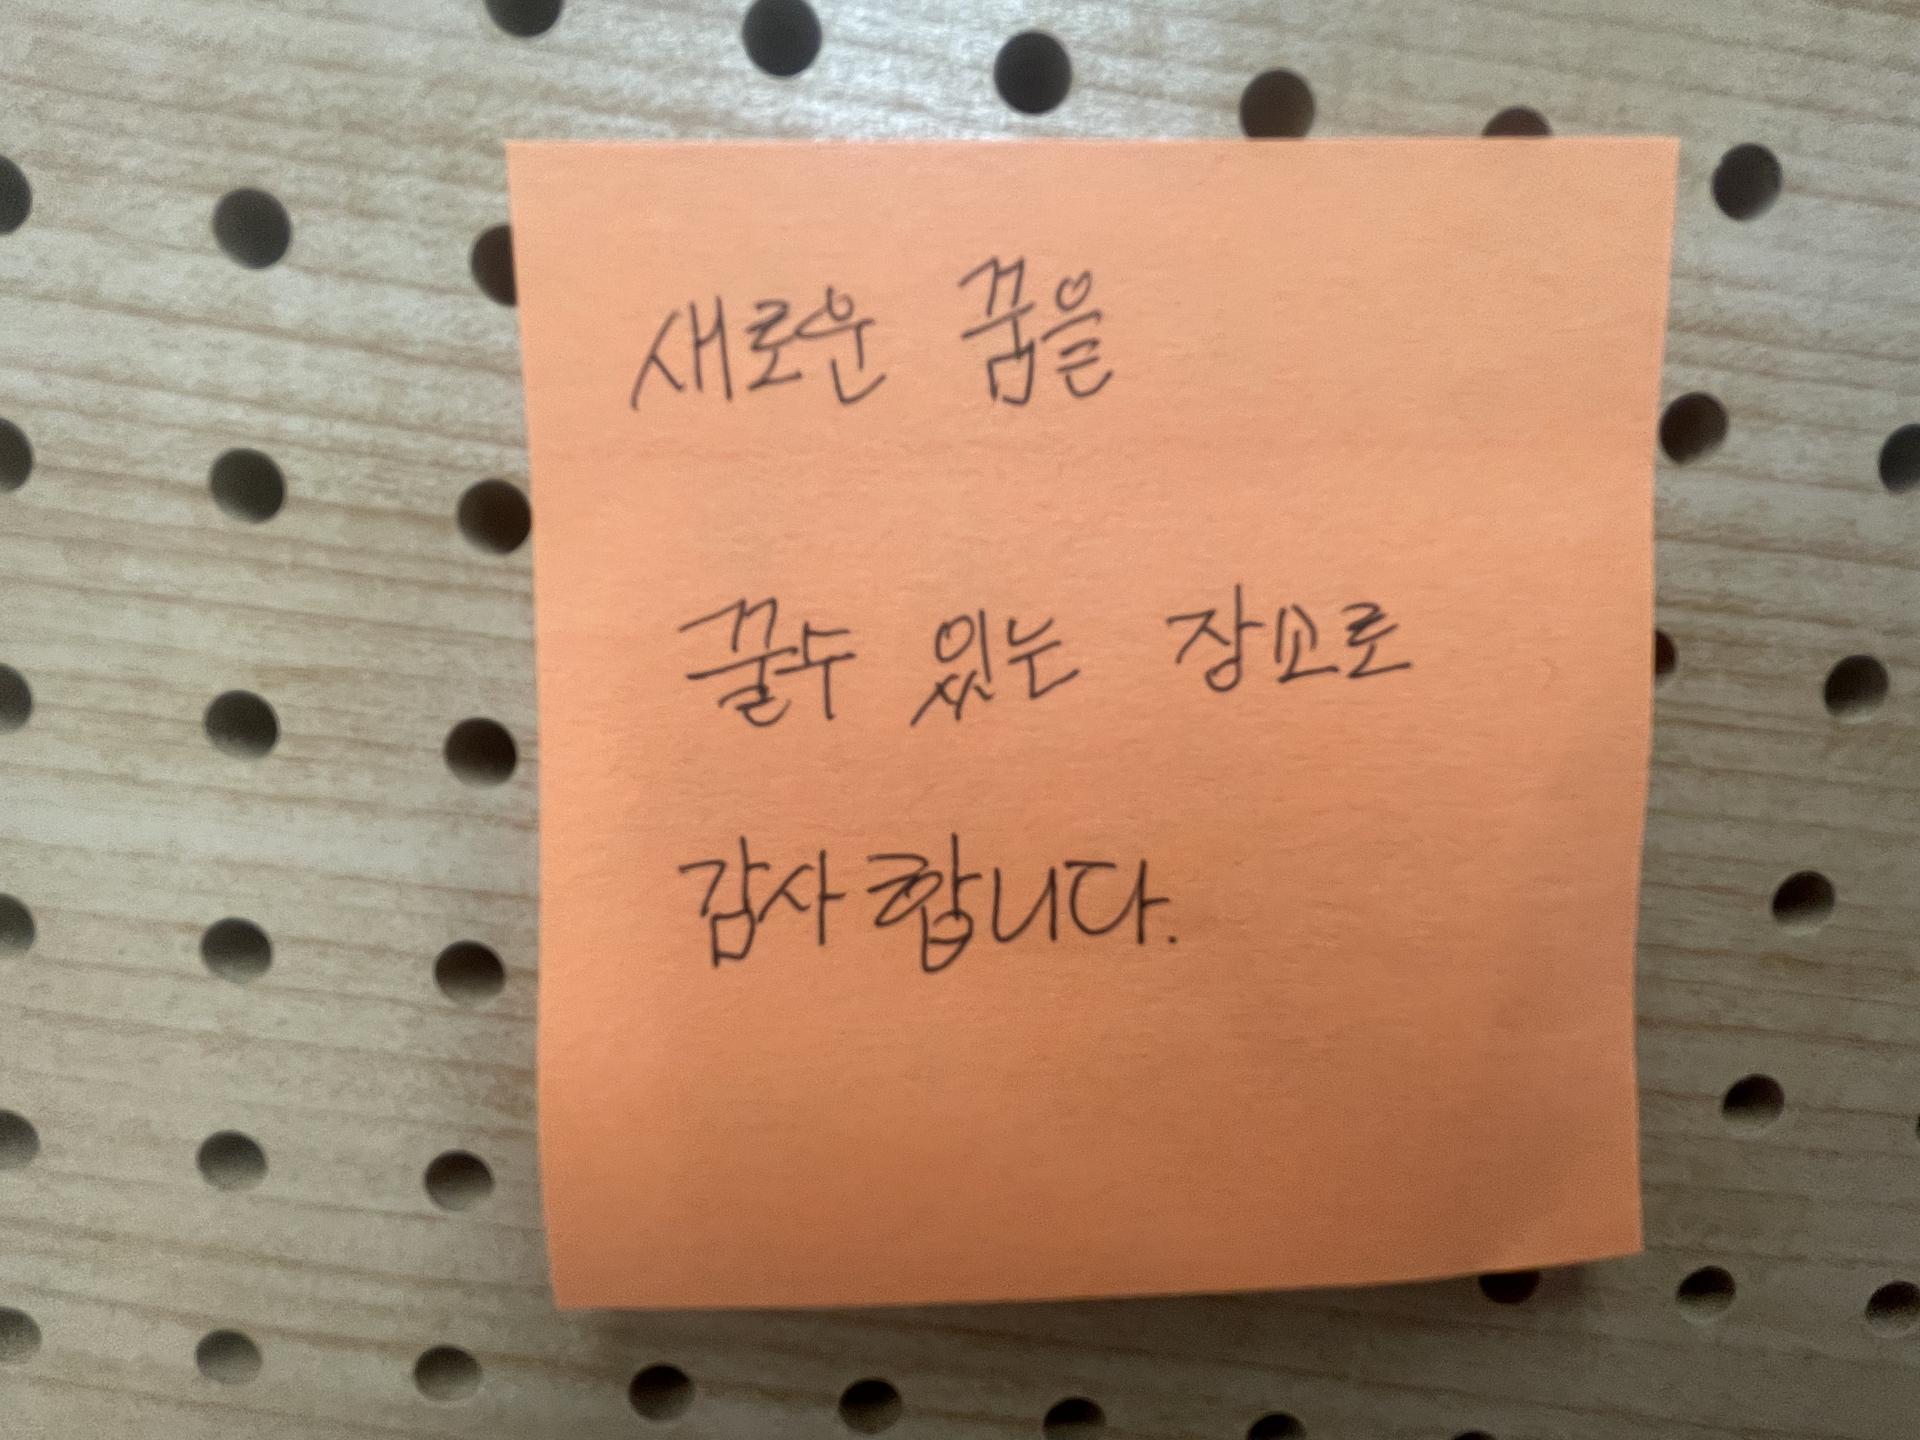 새로운 꿈을
꿀수 있는 장소로
감사합니다.